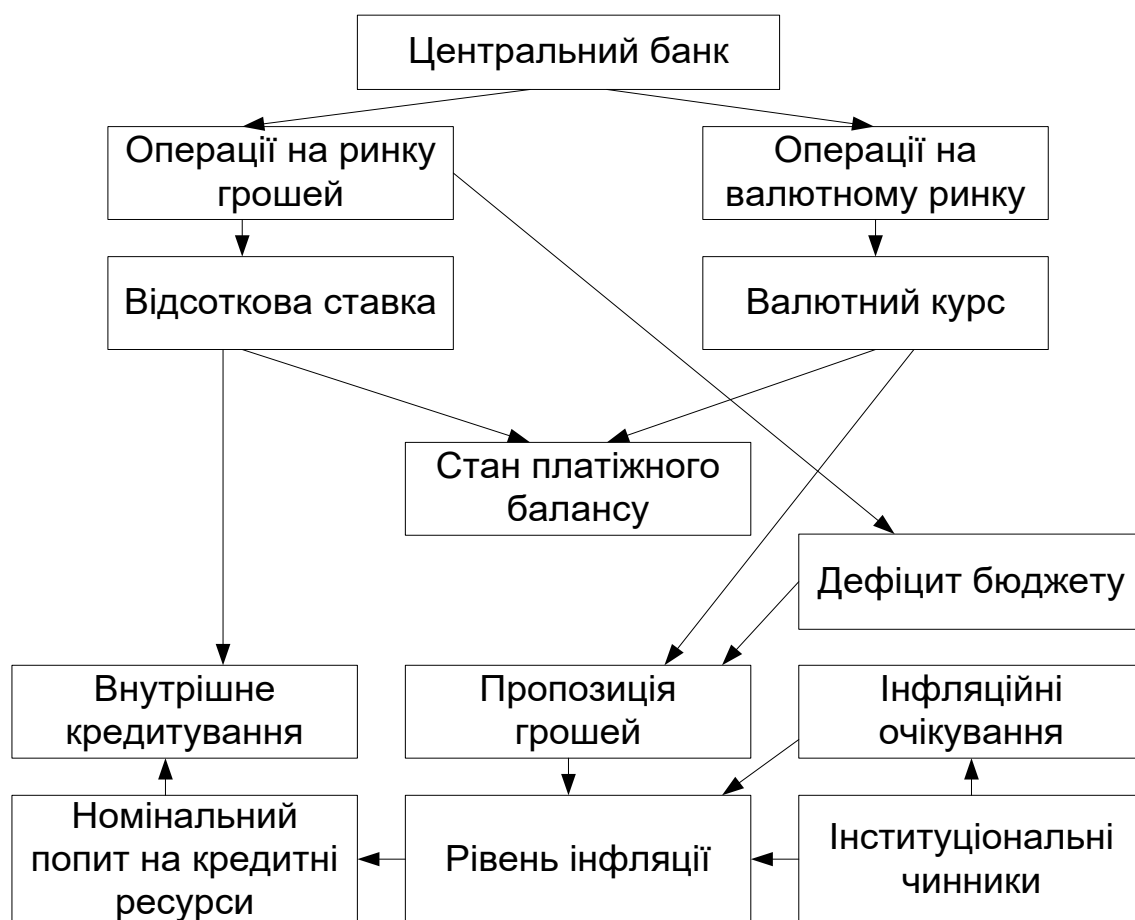 Центральний банк
Операції на ринку
грошей
Операції на
валютному ринку
Відсоткова ставка
Валютний курс
Стан платіжного
балансу
Дефіцит бюджету
Внутрішне
кредитування
Пропозиція
грошей
Інфляційні
очікування
Номінальний
попит на кредитні
ресурси
Рівень інфляції
Інституціональні
чинники